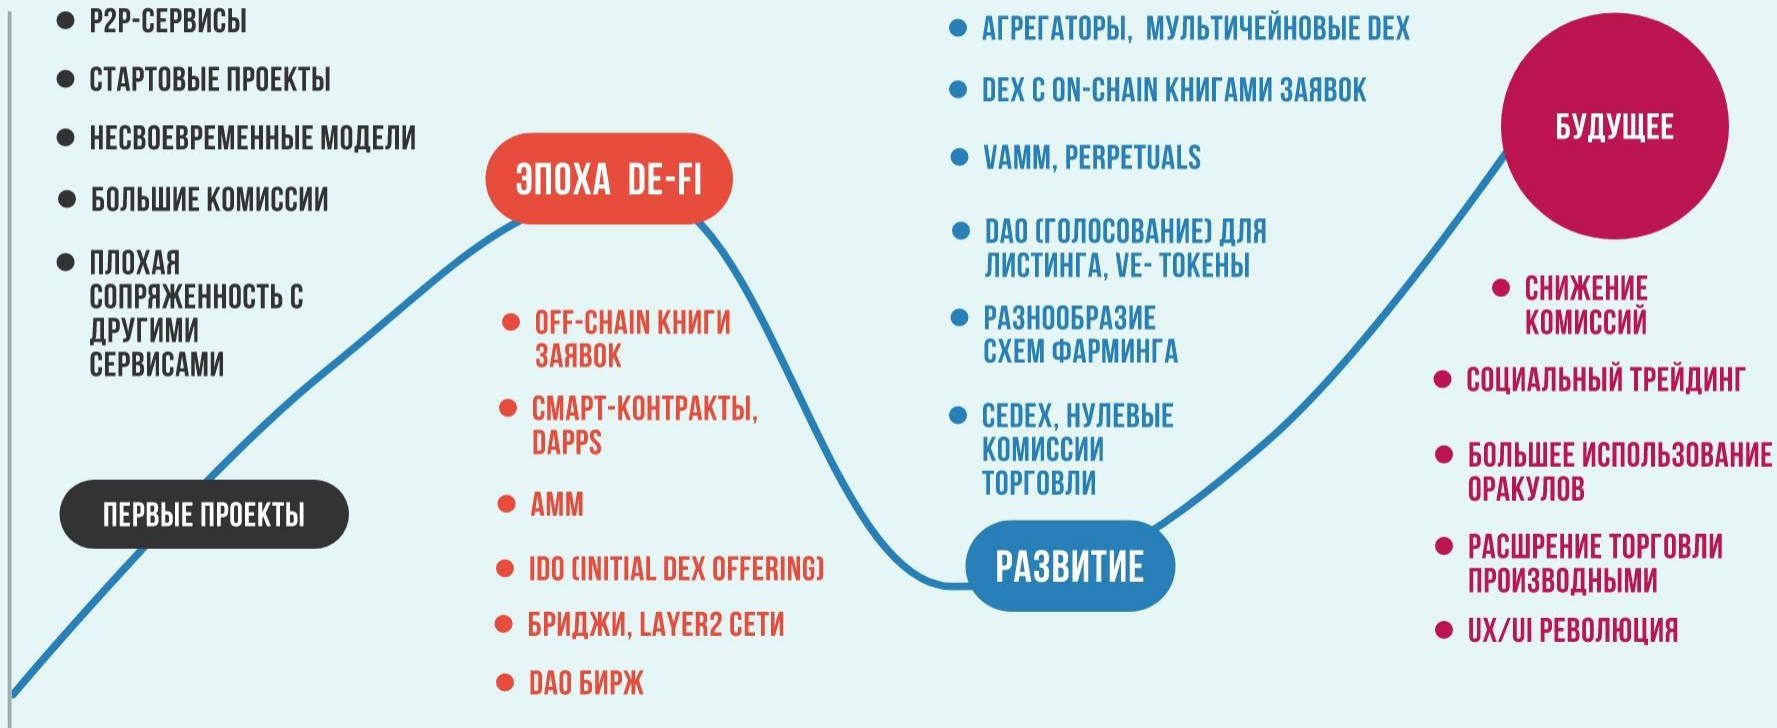 P2P-СЕРВИСЫ
СТАРТОВЫЕ ПРОЕКТЫ
НЕСВОЕВРЕМЕННЫЕ МОДЕЛИ
БОЛЬШИЕ КОМИССИИ
ПЛОХАЯ
СОПРЯЖЕННОСТЬ С
ДРУГИМИ
СЕРВИСАМИ
ПЕРВЫЕ ПРОЕКТЫ
ЭПОХА DE-FI
OFF-CHAIN КНИГИ
ЗАЯВОК
СМАРТ-КОНТРАКТЫ,
DAPPS
AMM
IDO (INITIAL DEX OFFERING)
БРИДЖИ, LAYER2 СЕТИ
DAO БИРЖ
АГРЕГАТОРЫ, МУЛЬТИЧЕЙНОВЫЕ DEX
DEX С ON-CHAIN КНИГАМИ ЗАЯВОК
VAMM, PERPETUALS
DAO (ГОЛОСОВАНИЕ) ДЛЯ
ЛИСТИНГА, VE- ТОКЕНЫ
РАЗНООБРАЗИЕ
СХЕМ ФАРМИНГА
CEDEX, НУЛЕВЫЕ
КОМИССИИ
ТОРГОВЛИ
РАЗВИТИЕ
БУДУЩЕЕ
СНИЖЕНИЕ
КОМИССИЙ
СОЦИАЛЬНЫЙ ТРЕЙДИНГ
БОЛЬШЕЕ ИСПОЛЬЗОВАНИЕ
ОРАКУЛОВ
РАСШРЕНИЕ ТОРГОВЛИ
ПРОИЗВОДНЫМИ
UX/UI РЕВОЛЮЦИЯ